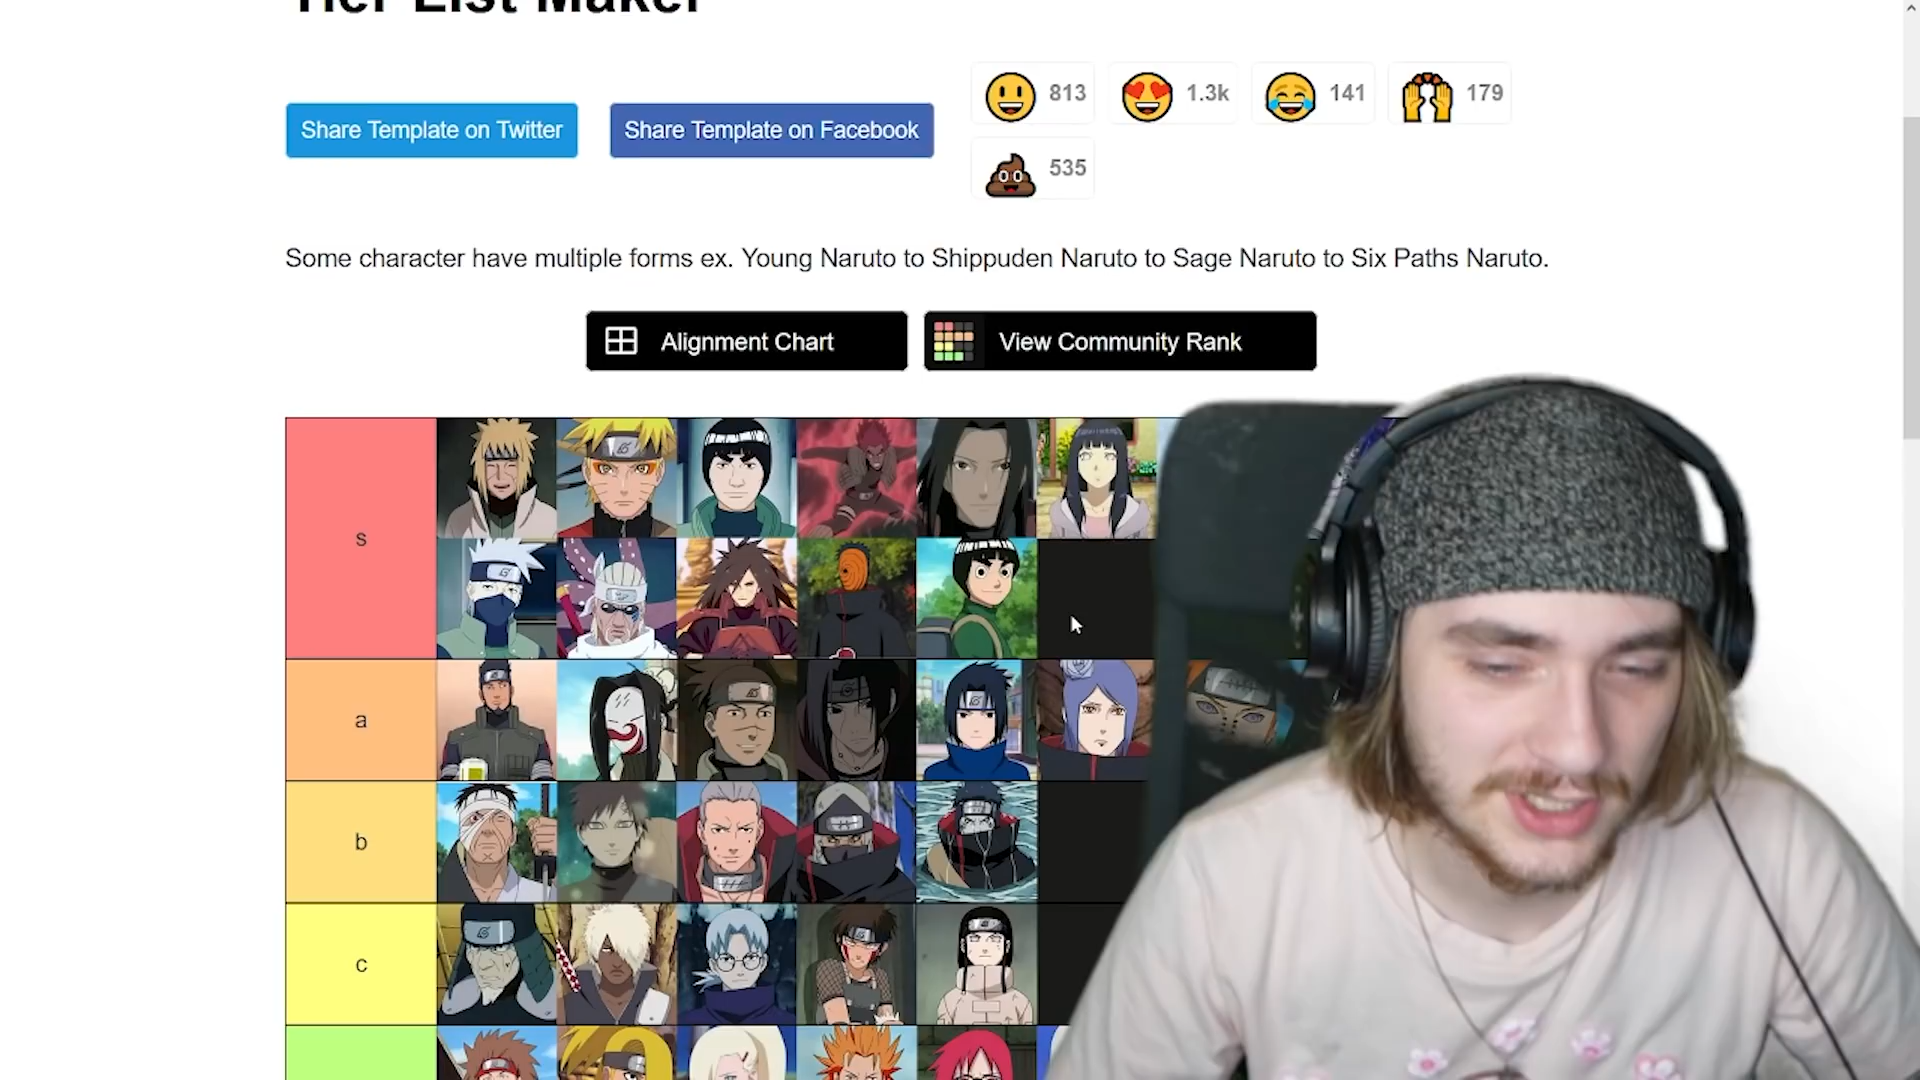 Tier List Maker
Share Template on Twitter
Share Template on Facebook
813
1.3k
141
179
535
Some character have multiple forms ex. Young Naruto to Shippuden Naruto to Sage Naruto to Six Paths Naruto.
Alignment Chart
View Community Rank
s
a
b
c